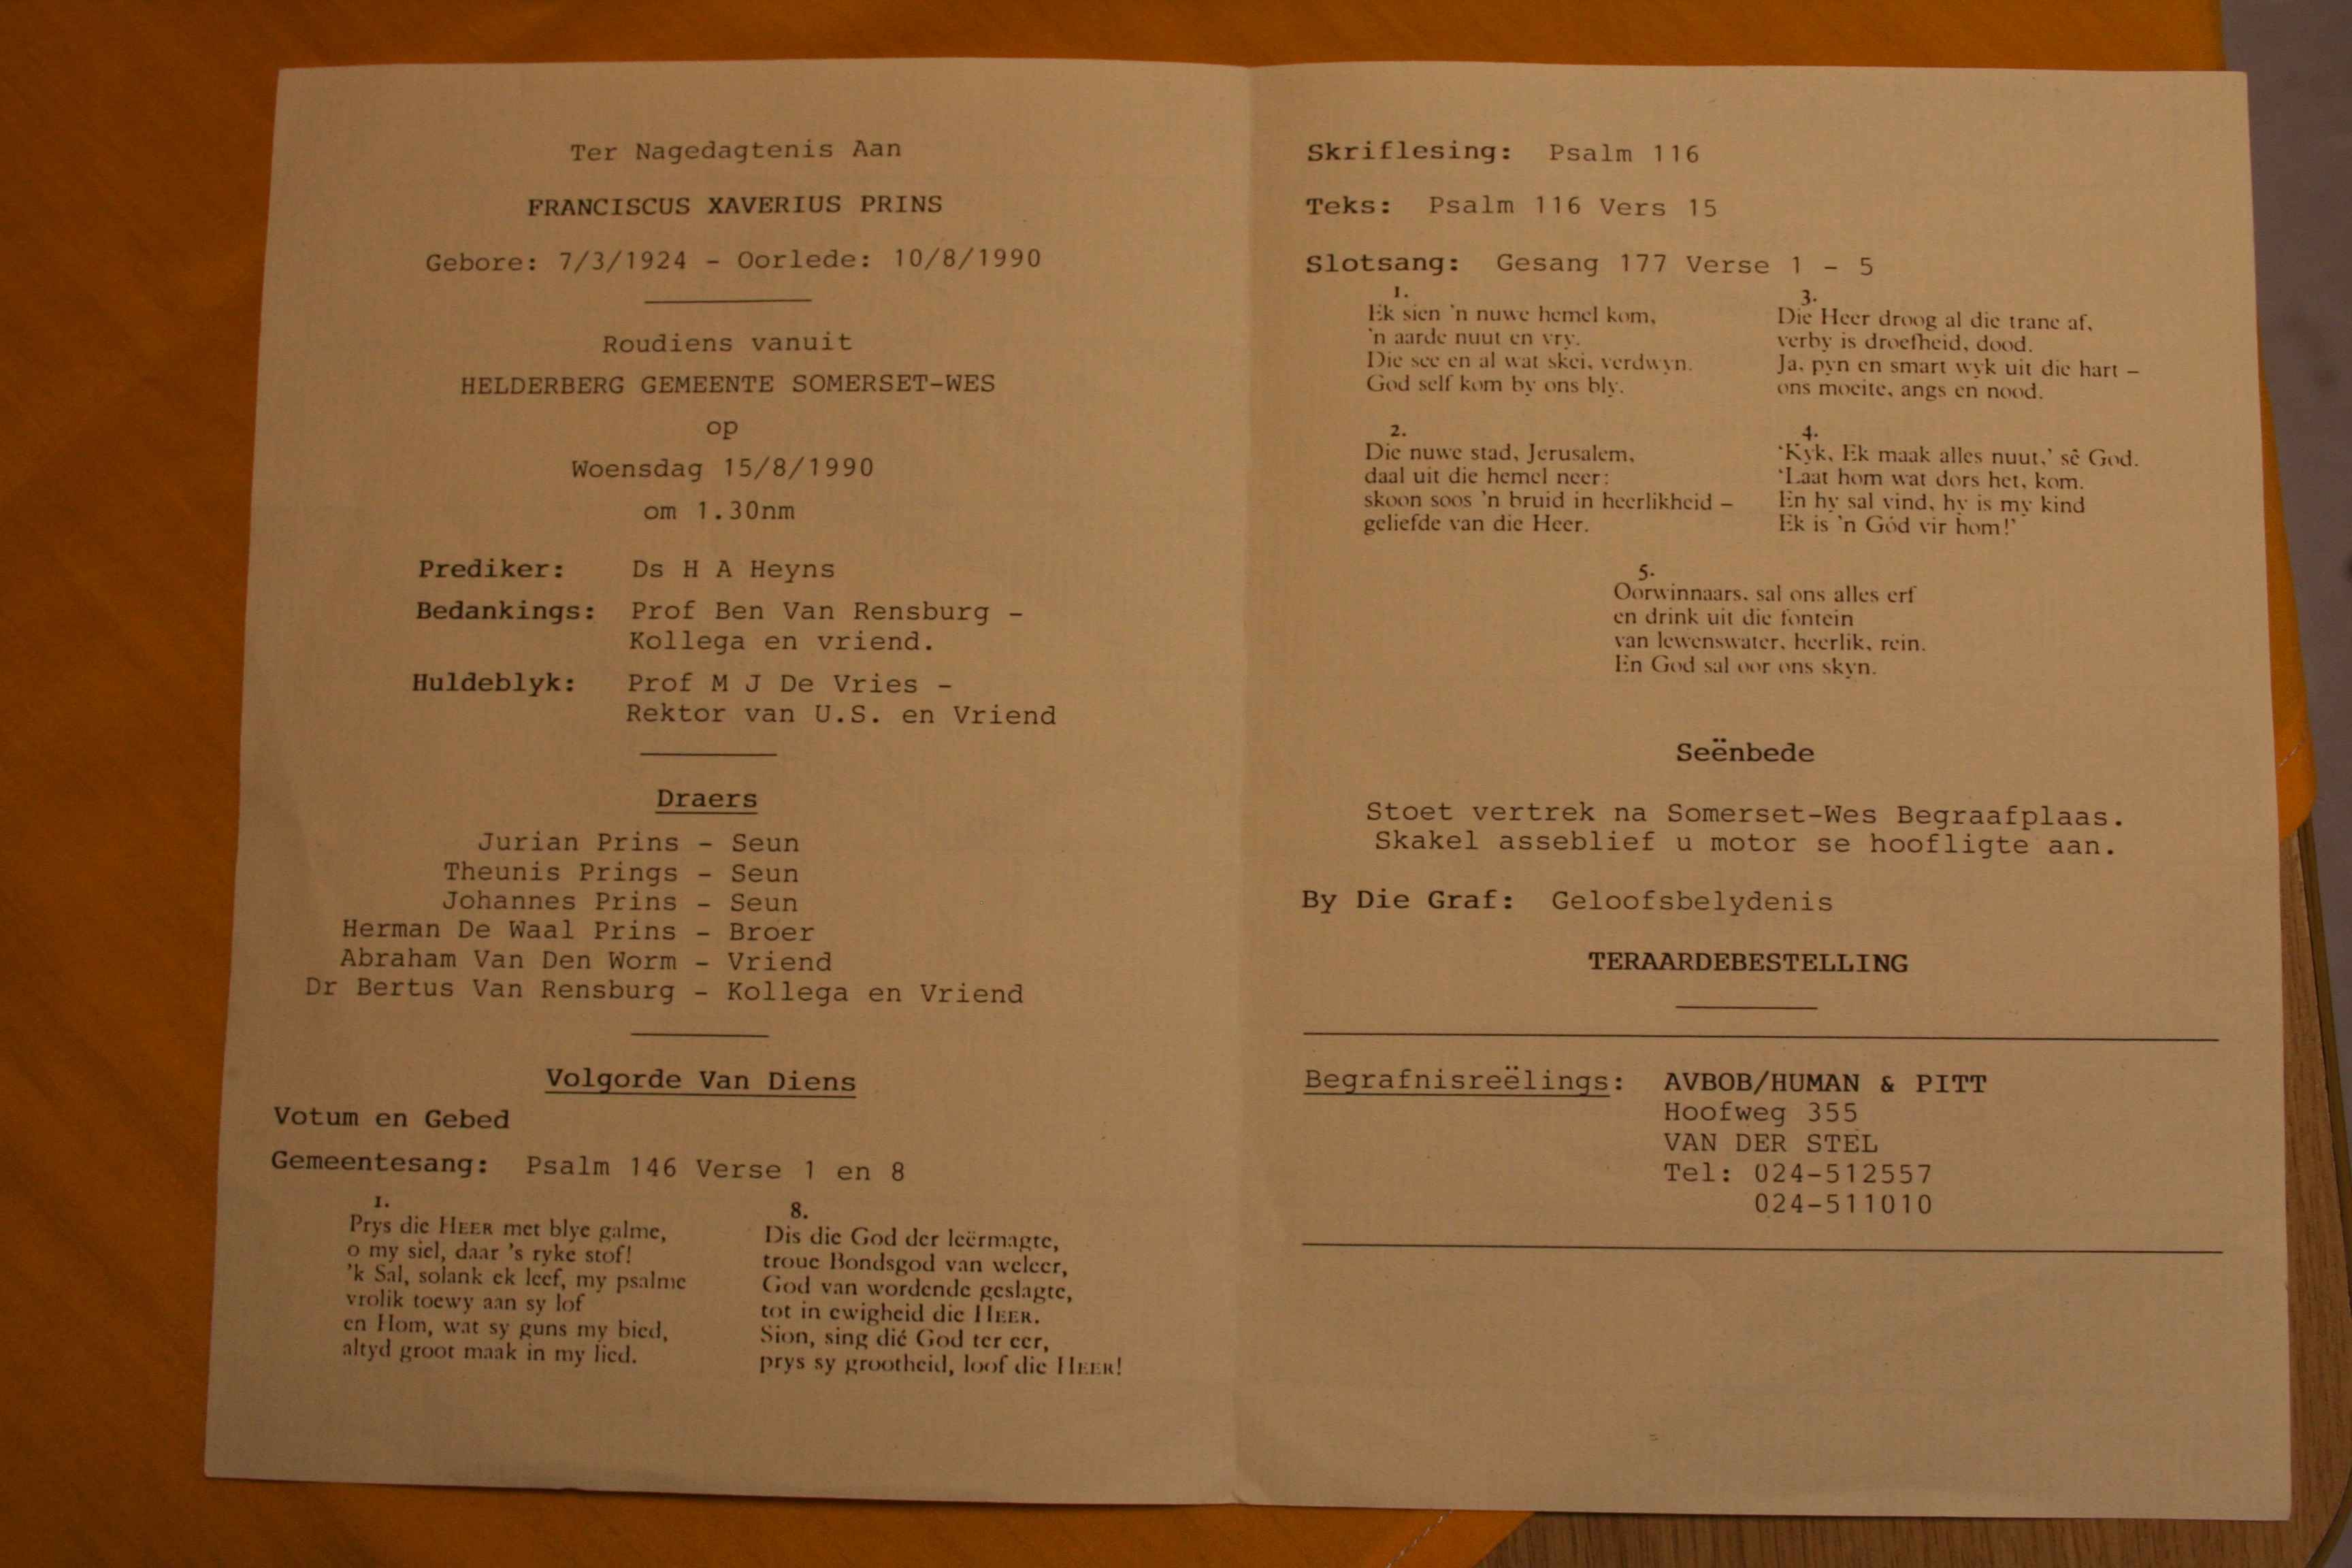 Ter Nagedagtenis Aan
FRANCISCUS XAVERIUS PRINS
Gebore: 7/3/1924 - Oorlede: 10/8/1990
Roudiens vanuit
HELDERBERG GEMEENTE SOMERSET-WES
op
Woensdag 15/8/1990
om 1.30nm
Prediker: Ds H A Heyns
Bedankings: Prof Ben Van Rensburg -
Kollega en vriend.
Huldeblyk: Prof M J De Vries -
Rektor van U.S. en Vriend
Draers
Jurian Prins - Seun
Theunis Prings - Seun
Johannes Prins - Seun
Herman De Waal Prins - Broer
Abraham Van Den Worm - Vriend
Dr Bertus Van Rensburg - Kollega en Vriend
Volgorde Van Diens
Votum en Gebed
Gemeentesang: Psalm 146 Verse 1 en 8
1.
Prys die HEER met blye galme,
o my siel, daar 's ryke stof!
'k Sal, solank ek leef, my psalme
vrolik toewy aan sy lof
en Hom, wat sy guns my bied,
altyd groot maak in my lied.
8.
Dis die God der leërmagte,
troue Bondsgod van weleer,
God van wordende geslagte,
tot in ewigheid die HEER.
Sion, sing dié God ter eer,
prys sy grootheid, loof die HEER!
Skriflesing: Psalm 116
Teks: Psalm 116 Vers 15
Slotsang: Gesang 177 Verse 1 - 5
1.
Ek sien 'n nuwe hemel kom,
'n aarde nuut en vry.
Die see en al wat skei, verdwyn.
God self kom by ons bly.
2.
Die nuwe stad, Jerusalem,
daal uit die hemel neer:
skoon soos 'n bruid in heerlikheid –
geliefde van die Heer.
3.
Die Heer droog al die trane af,
verby is droefheid, dood.
Ja, pyn en smart wyk uit die hart –
ons moeite, angs en nood.
4.
'Kyk, Ek maak alles nuut,' sê God.
'Laat hom wat dors het, kom.
En hy sal vind, hy is my kind
Ek is 'n God vir hom!'
5.
Oorwinnaars, sal ons alles erf
en drink uit die fontein
van lewenswater, heerlik, rein.
En God sal oor ons skyn.
Seënbede
Stoet vertrek na Somerset-Wes Begraafplaas.
Skakel asseblief u motor se hoofligte aan.
By Die Graf: Geloofsbelydenis
TERAARDEBESTELLING
Begrafnisreëlings: AVBOB/HUMAN & PITT
Hoofweg 355
VAN DER STEL
Tel: 024-512557
024-511010